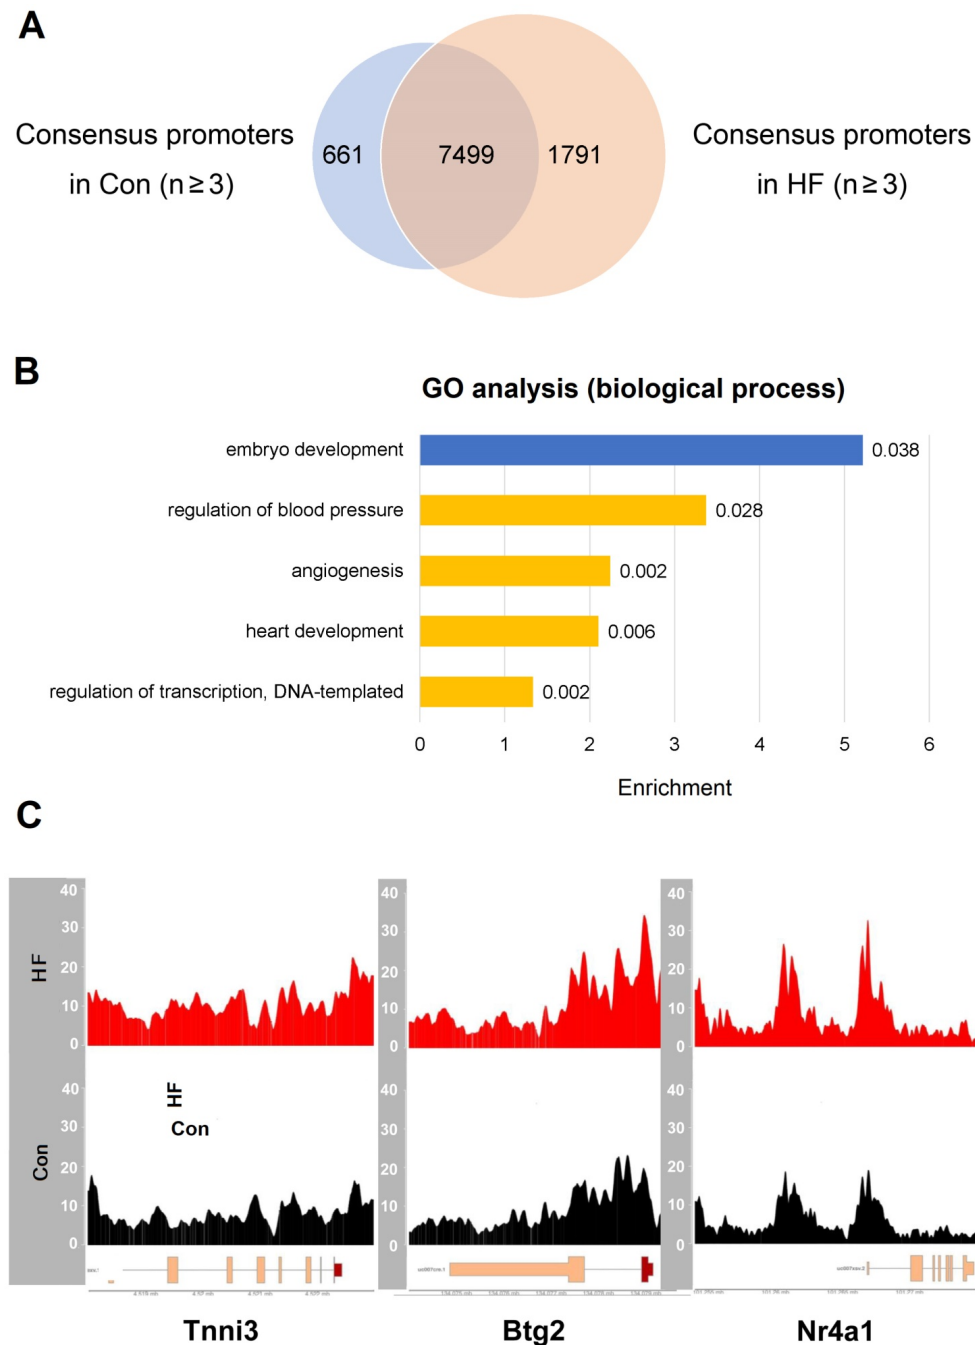 A
Consensus promoters
in Con (n ≥ 3)
661
7499
1791
Consensus promoters
in HF (n ≥ 3)
B
GO analysis (biological process)
embryo development
0.038
regulation of blood pressure
0.028
angiogenesis
0.002
heart development
0.006
regulation of transcription, DNA-templated
0.002
0 1 2 3 4 5 6
Enrichment
C
HF
40
30
20
10
0
40
30
20
10
0
40
30
20
10
0
Con
40
30
20
10
0
HF
Con
40
30
20
10
0
40
30
20
10
0
Tnni3
Btg2
Nr4a1